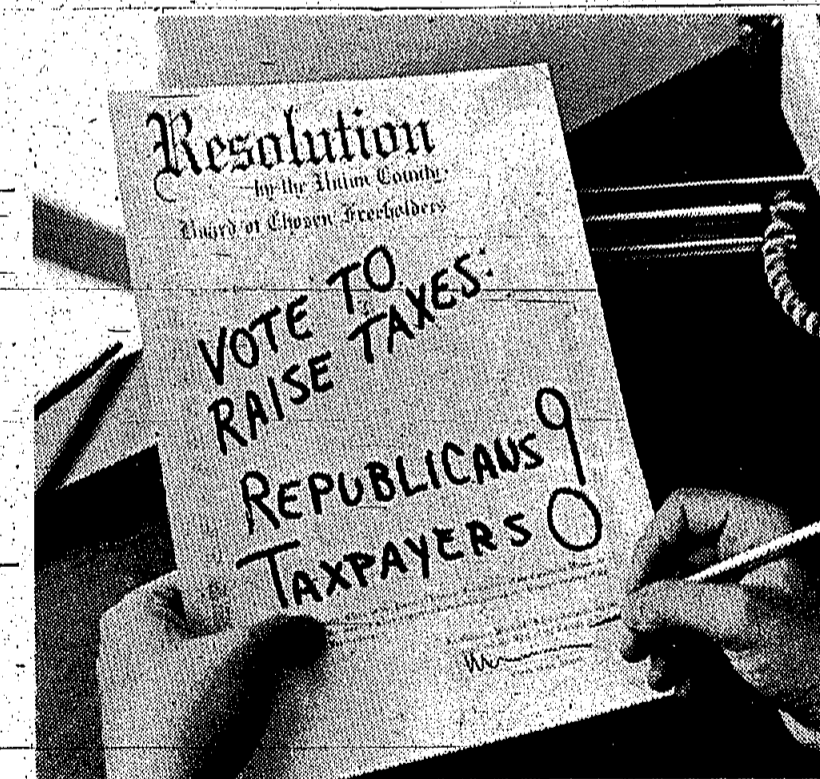 Resolution
by the Union County
Board of Chosen Freeholders
VOTE TO
RAISE TAXES:
REPUBLICANS 9
TAXPAYERS 0